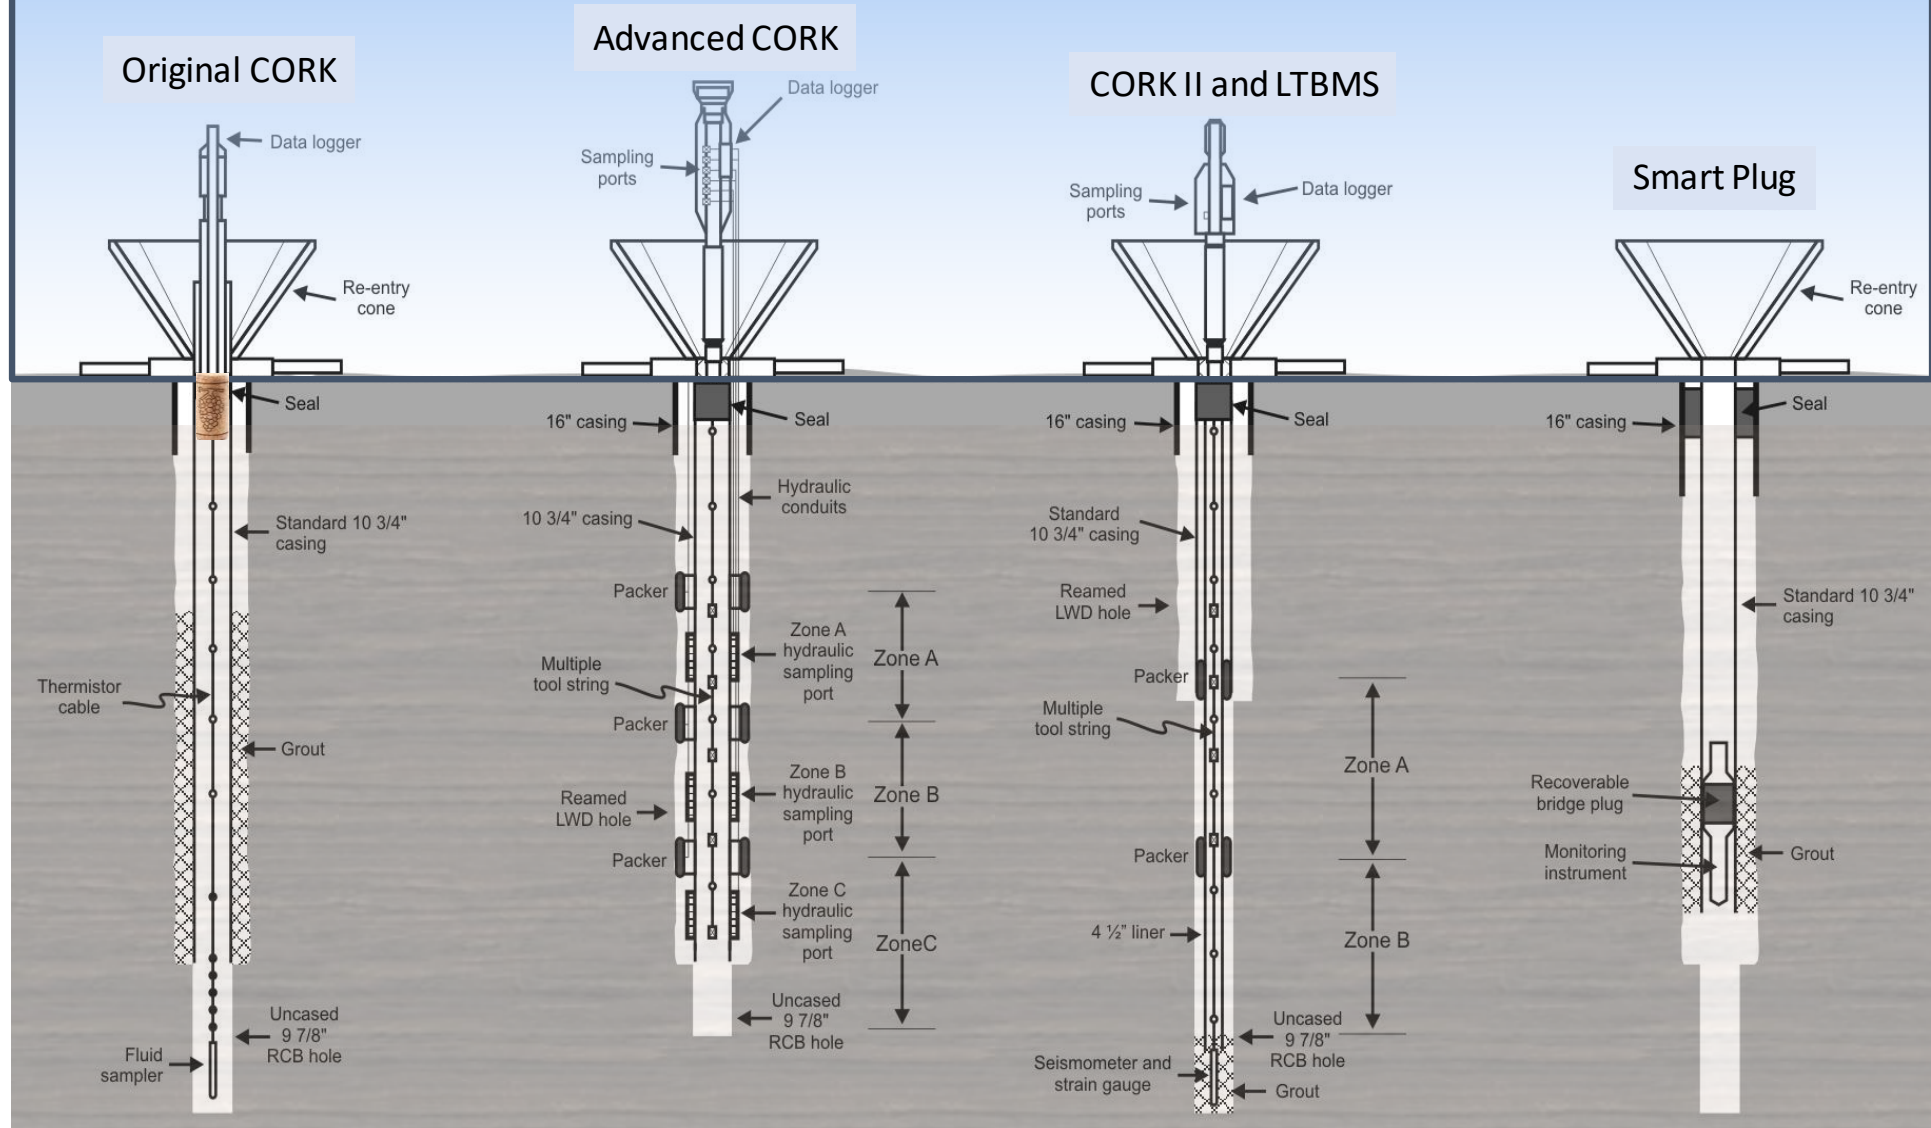 Original CORK
Data logger
Re-entry
cone
Seal
Standard 10 3/4"
casing
Thermistor
cable
Grout
Uncased
9 7/8"
RCB hole
Fluid
sampler
Advanced CORK
Data logger
Sampling
ports
16" casing
Seal
Hydraulic
conduits
10 3/4" casing
Packer
Zone A
hydraulic
sampling
port
Zone A
Multiple
tool string
Packer
Zone B
hydraulic
sampling
port
Zone B
Reamed
LWD hole
Packer
Zone C
hydraulic
sampling
port
ZoneC
Uncased
9 7/8"
RCB hole
CORK II and LTBMS
Sampling
ports
Data logger
16" casing
Seal
Standard
10 3/4" casing
Reamed
LWD hole
Packer
Multiple
tool string
Zone A
Packer
4 ½" liner
Zone B
Uncased
9 7/8"
RCB hole
Seismometer and
strain gauge
Grout
Smart Plug
Re-entry
cone
Seal
16" casing
Standard 10 3/4"
casing
Recoverable
bridge plug
Monitoring
instrument
Grout